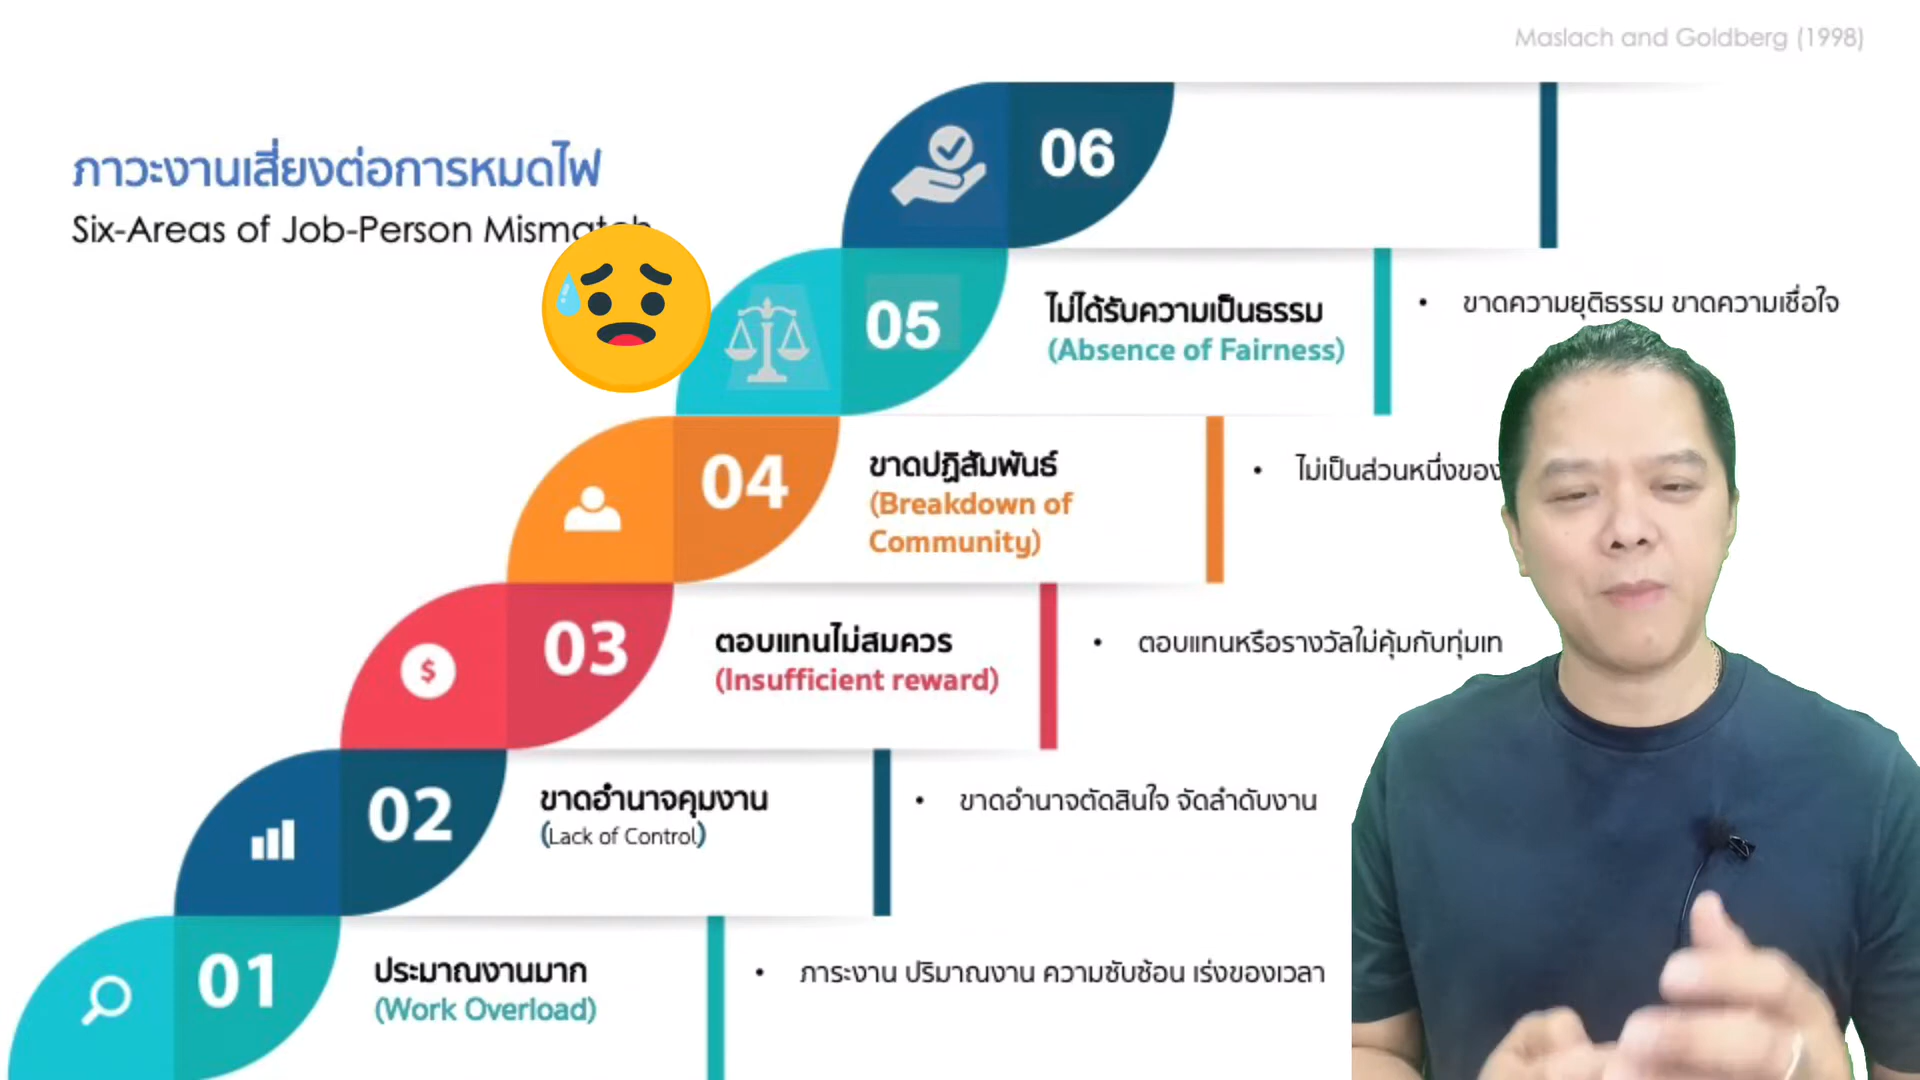 Maslach and Goldberg (1998)
ภาวะงานเสี่ยงต่อการหมดไฟ
Six-Areas of Job-Person Mismatch
06
05
ไม่ได้รับความเป็นธรรม
(Absence of Fairness)
• ขาดความยุติธรรม ขาดความเชื่อใจ
04
ขาดปฏิสัมพันธ์
(Breakdown of
Community)
• ไม่เป็นส่วนหนึ่งของ
$
03
ตอบแทนไม่สมควร
(Insufficient reward)
• ตอบแทนหรือรางวัลไม่คุ้มกับทุ่มเท
02
ขาดอำนาจคุมงาน
(Lack of Control)
• ขาดอำนาจตัดสินใจ จัดลำดับงาน
01
ประมาณงานมาก
(Work Overload)
• ภาระงาน ปริมาณงาน ความซับซ้อน เร่งของเวลา